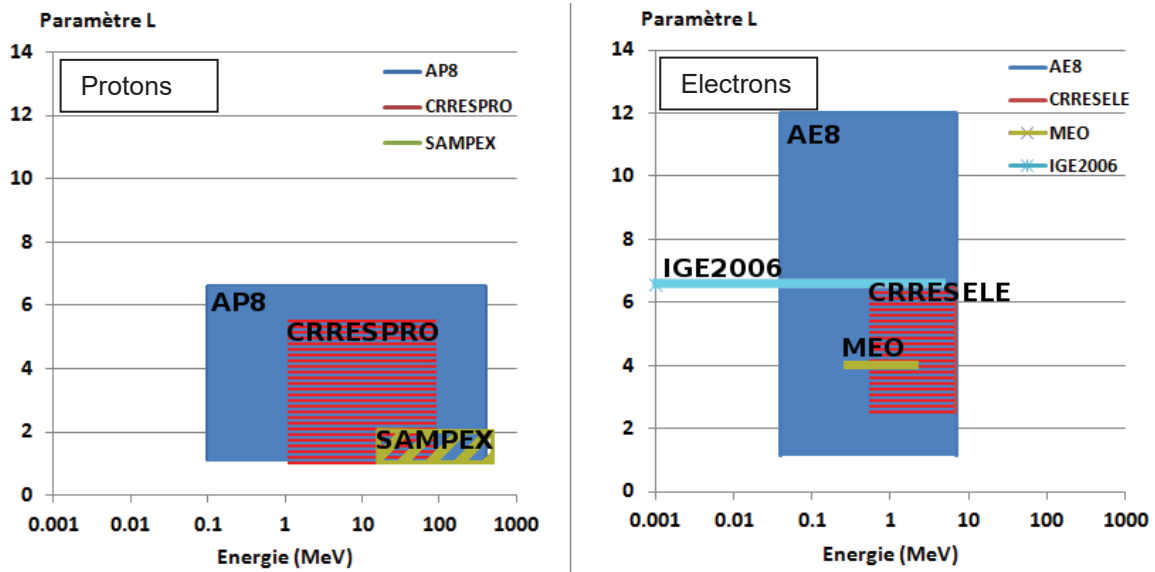 Paramètre L
14
12
10
8
6
4
2
0
Protons
AP8
CRRESPRO
SAMPEX
AP8
CRRESPRO
SAMPEX
0.001 0.01 0.1 1 10 100 1000
Energie (MeV)
Paramètre L
14
12
10
8
6
4
2
0
Electrons
AE8
CRRESELE
MEO
IGE2006
AE8
IGE2006
CRRESELE
MEO
0.001 0.01 0.1 1 10 100 1000
Energie (MeV)